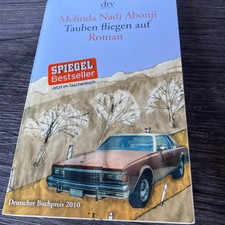 dtv
Melinda Nadj Abonji
Tauben fliegen auf
Roman
SPIEGEL
Bestseller
Jetzt im Taschenbuch
Deutscher Buchpreis 2010